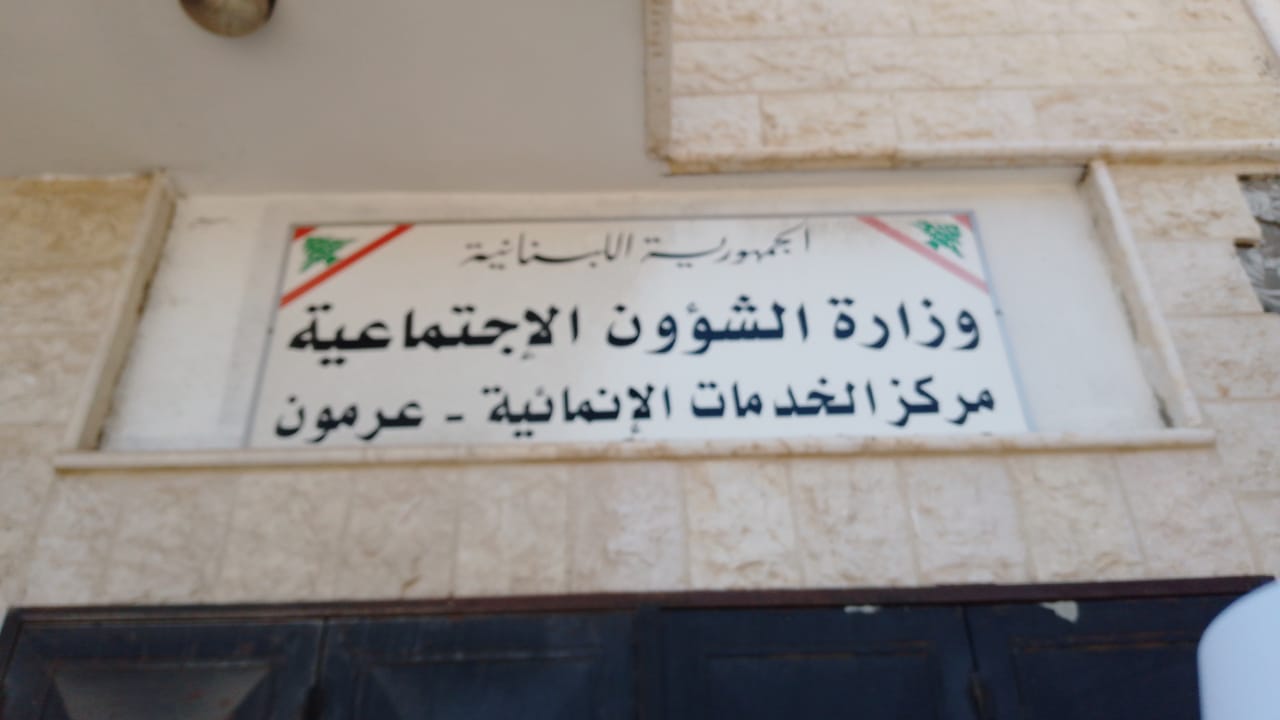 الجمهورية اللبنانية
وزارة الشؤون الإجتماعية
مركز الخدمات الإنمائية - عرمون